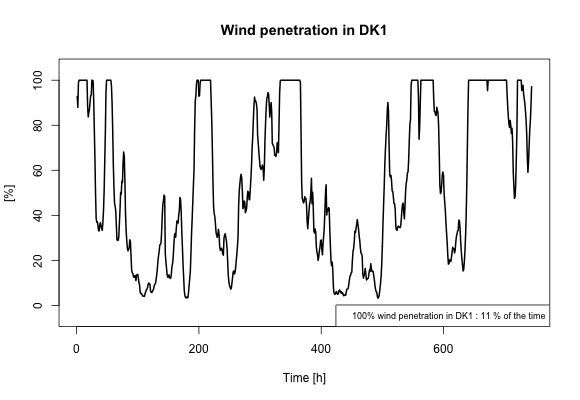 Wind penetration in DK1
[%]
100
80
60
40
20
0
100% wind penetration in DK1 : 11 % of the time
0 200 400 600
Time [h]